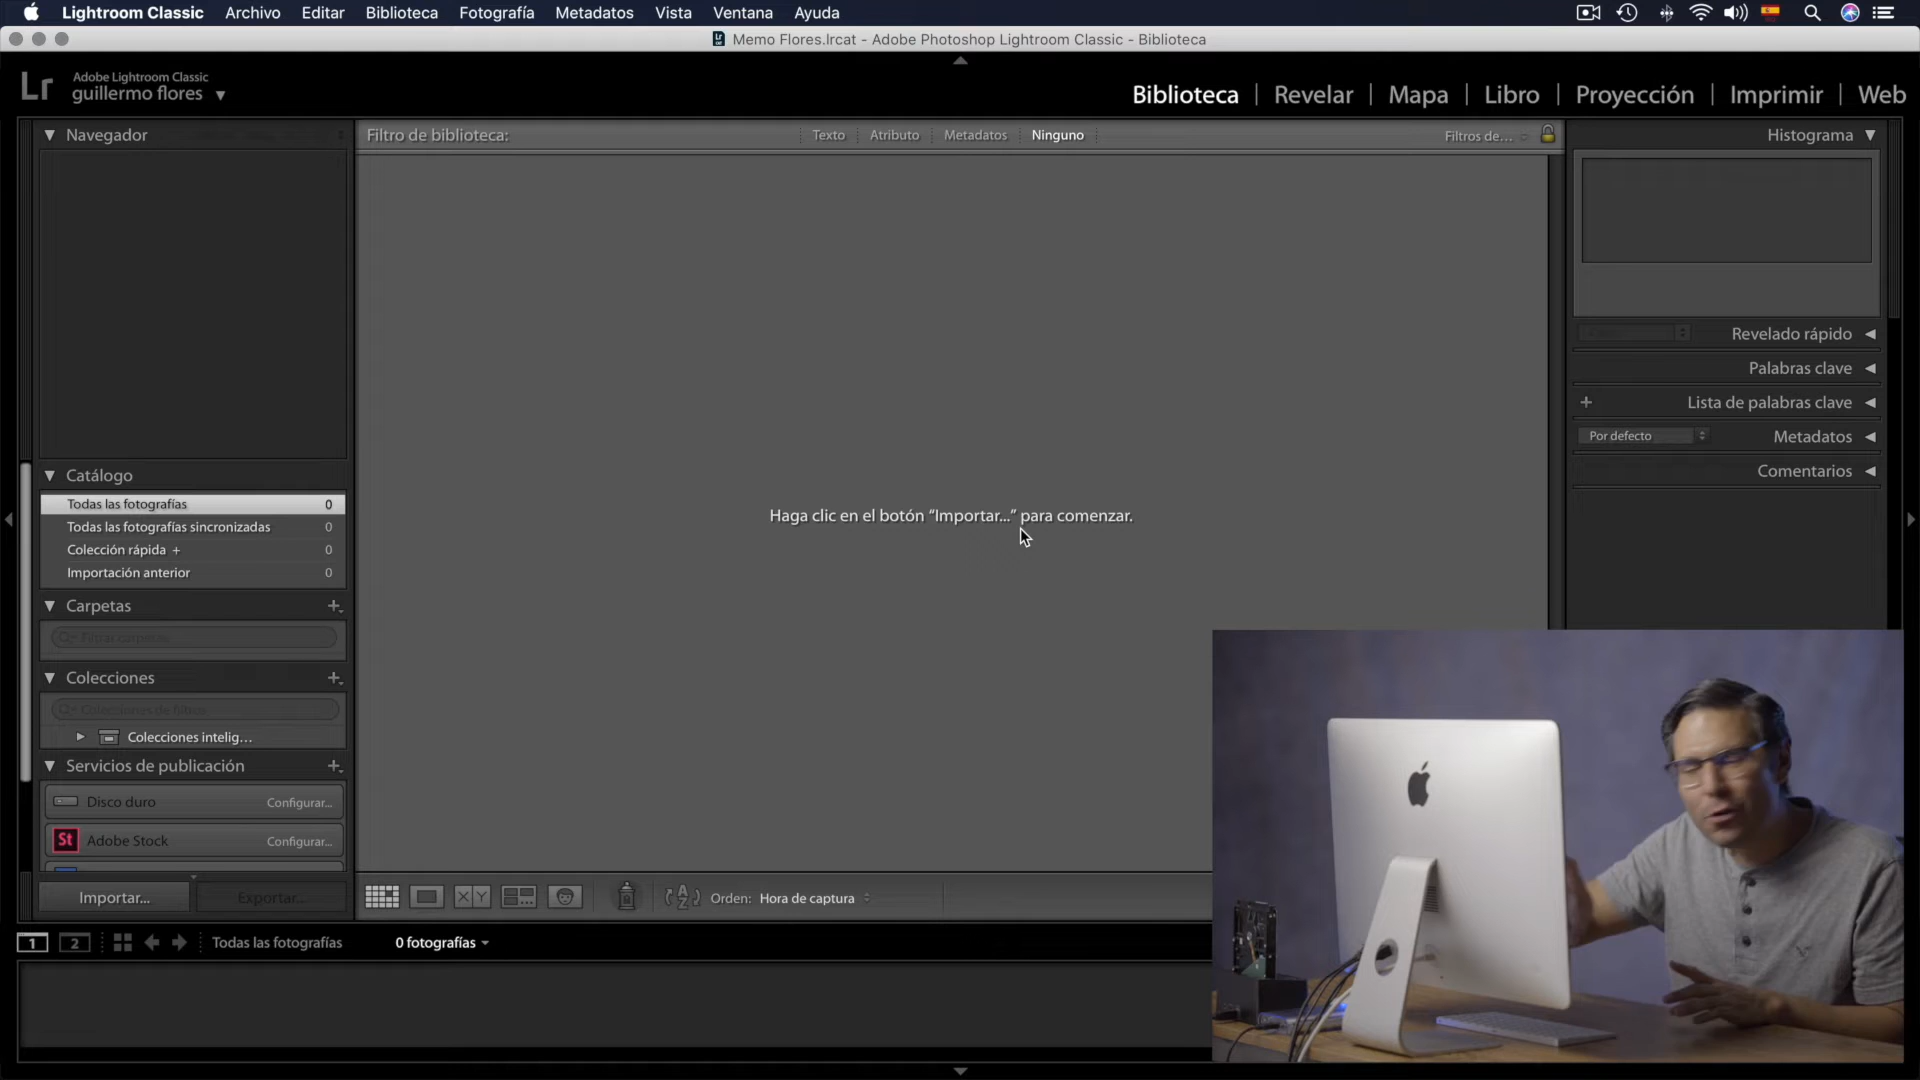 Lightroom Classic Archivo Editar Biblioteca Fotografía Metadatos Vista Ventana Ayuda
Memo Flores.lrcat - Adobe Photoshop Lightroom Classic - Biblioteca
Lr
Adobe Lightroom Classic
guillermo flores
Biblioteca | Revelar | Mapa | Libro | Proyección | Imprimir | Web
Navegador
Filtro de biblioteca:
Texto
Atributo
Metadatos
Ninguno
Filtros de...
Histograma
Revelado rápido
Palabras clave
+ Lista de palabras clave
Por defecto
Metadatos
Comentarios
Haga clic en el botón “Importar...” para comenzar.
Catálogo
Todas las fotografías 0
Todas las fotografías sincronizadas 0
Colección rápida + 0
Importación anterior 0
Carpetas +
Filtrar carpetas
Colecciones +
Colecciones de filtro
Colecciones intelig...
Servicios de publicación +
Disco duro Configurar...
St Adobe Stock Configurar...
Importar...
Exportar...
X Y
Orden: Hora de captura
1 2 Todas las fotografías 0 fotografías